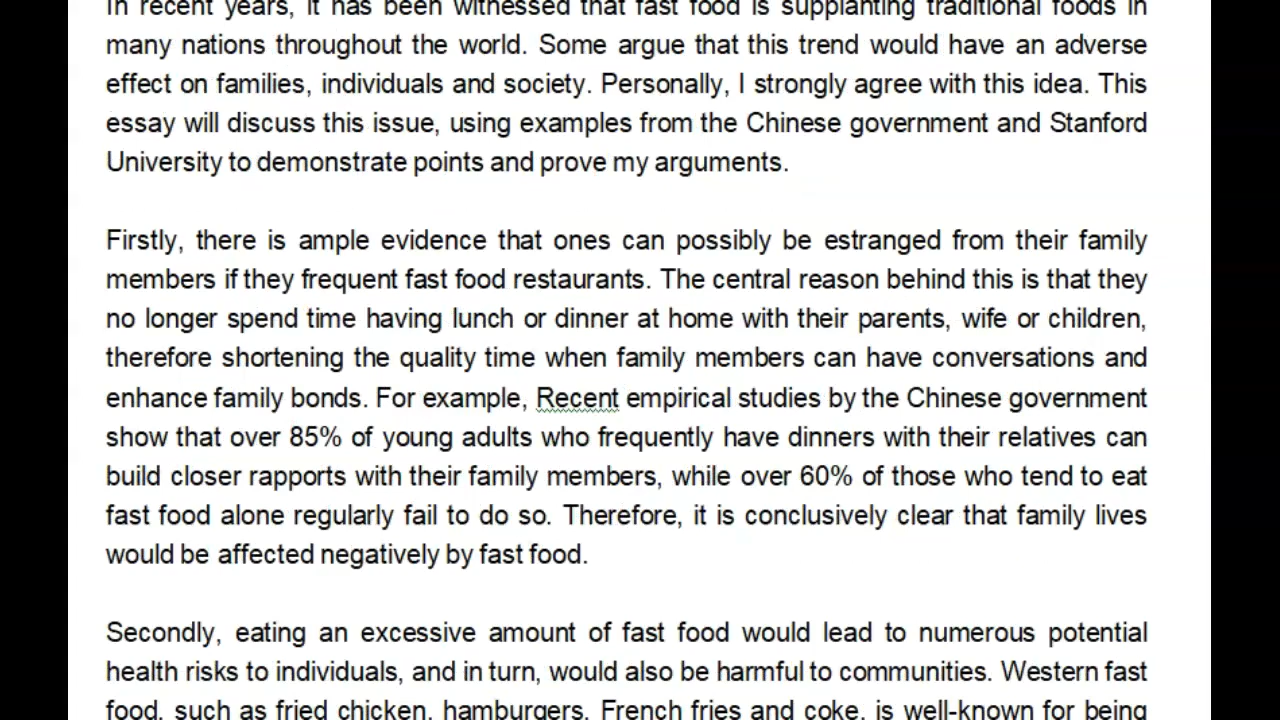 In recent years, it has been witnessed that fast food is supplanting traditional foods in
many nations throughout the world. Some argue that this trend would have an adverse
effect on families, individuals and society. Personally, I strongly agree with this idea. This
essay will discuss this issue, using examples from the Chinese government and Stanford
University to demonstrate points and prove my arguments.
Firstly, there is ample evidence that ones can possibly be estranged from their family
members if they frequent fast food restaurants. The central reason behind this is that they
no longer spend time having lunch or dinner at home with their parents, wife or children,
therefore shortening the quality time when family members can have conversations and
enhance family bonds. For example, Recent empirical studies by the Chinese government
show that over 85% of young adults who frequently have dinners with their relatives can
build closer rapports with their family members, while over 60% of those who tend to eat
fast food alone regularly fail to do so. Therefore, it is conclusively clear that family lives
would be affected negatively by fast food.
Secondly, eating an excessive amount of fast food would lead to numerous potential
health risks to individuals, and in turn, would also be harmful to communities. Western fast
food, such as fried chicken, hamburgers, French fries and coke, is well-known for being